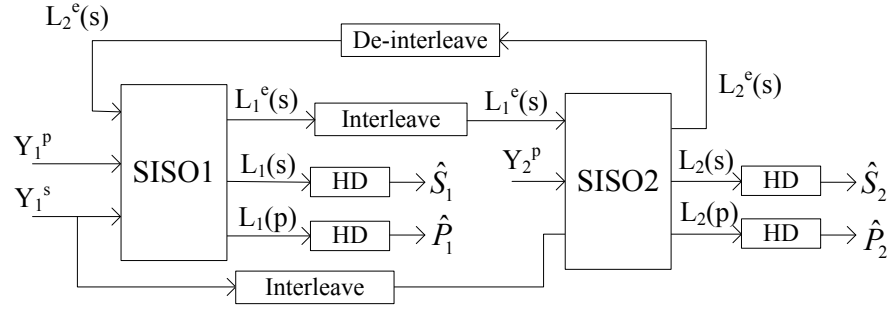 L₂ᵉ(s)
De-interleave
L₁ᵉ(s)
Interleave
L₁ᵉ(s)
L₂ᵉ(s)
Y₁ᵖ
SISO1
L₁(s)
HD
Ŝ₁
Y₂ᵖ
SISO2
L₂(s)
HD
Ŝ₂
Y₁ˢ
L₁(p)
HD
P̂₁
L₂(p)
HD
P̂₂
Interleave